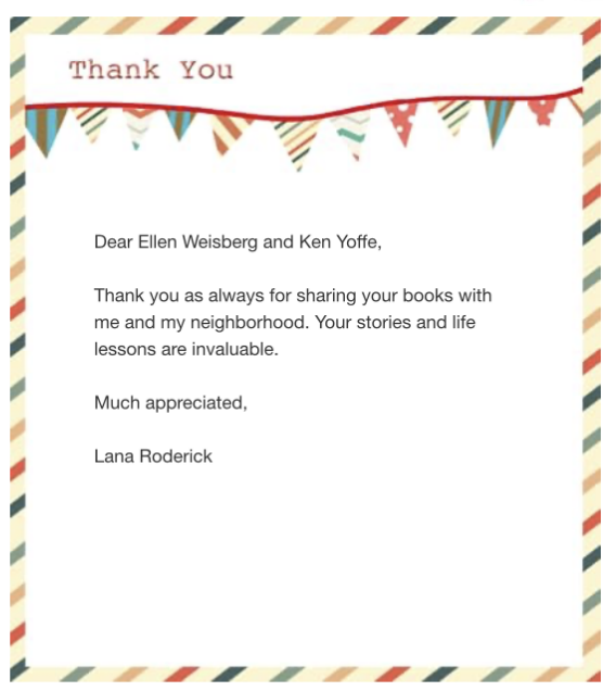 Thank You
Dear Ellen Weisberg and Ken Yoffe,
Thank you as always for sharing your books with
me and my neighborhood. Your stories and life
lessons are invaluable.
Much appreciated,
Lana Roderick